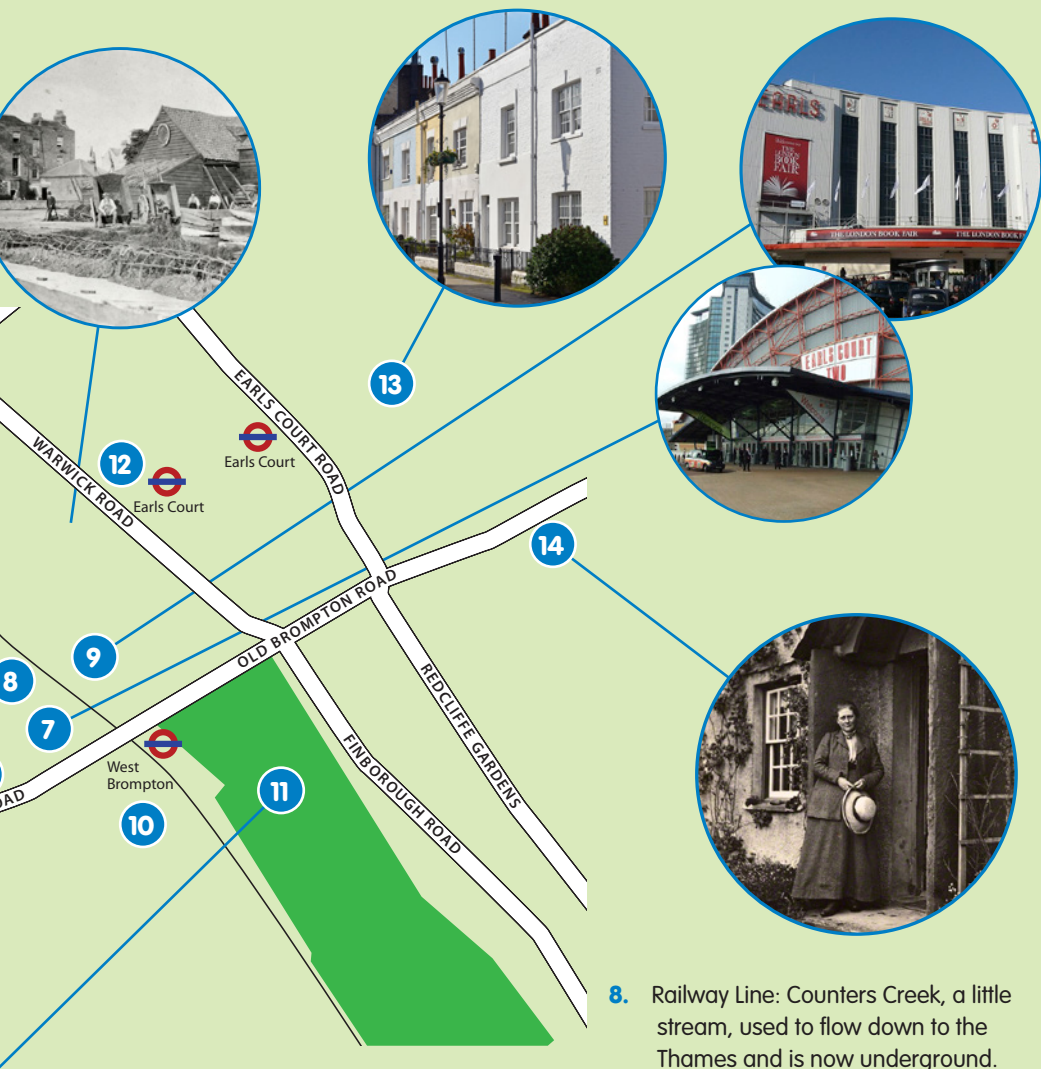 EARLS
THE
LONDON
BOOK
FAIR
THE LONDON BOOK FAIR
THE LONDON BOOK F
EARLS COURT
TWO
13
EARLS COURT ROAD
WARWICK ROAD
12
Earls Court
Earls Court
14
OLD BROMPTON ROAD
9
8
7
REDCLIFFE GARDENS
FINBOROUGH ROAD
West
Brompton
OAD
11
10
8. Railway Line: Counters Creek, a little
stream, used to flow down to the
Thames and is now underground.